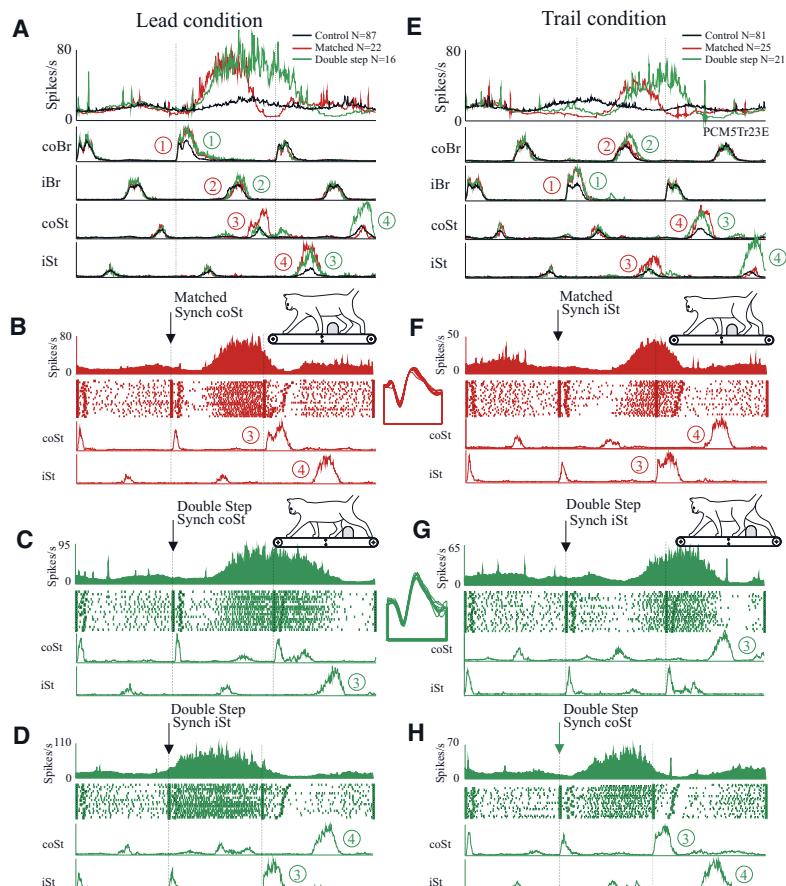 Lead condition
A
Control N=87
Matched N=22
Double step N=16
80
Spikes/s
0
coBr
1
1
iBr
2
2
coSt
3
4
iSt
4
3
Trail condition
E
Control N=81
Matched N=25
Double step N=21
80
Spikes/s
0
PCM5Tr23E
coBr
2
2
iBr
1
1
coSt
4
3
iSt
3
4
B
Matched
Synch coSt
80
Spikes/s
0
coSt
3
iSt
4
F
Matched
Synch iSt
50
Spikes/s
0
coSt
4
iSt
3
C
Double Step
Synch coSt
95
Spikes/s
0
coSt
iSt
3
G
Double Step
Synch iSt
65
Spikes/s
0
coSt
3
iSt
D
Double Step
Synch iSt
110
Spikes/s
0
coSt
4
iSt
3
H
Double Step
Synch coSt
70
Spikes/s
0
coSt
3
iSt
4